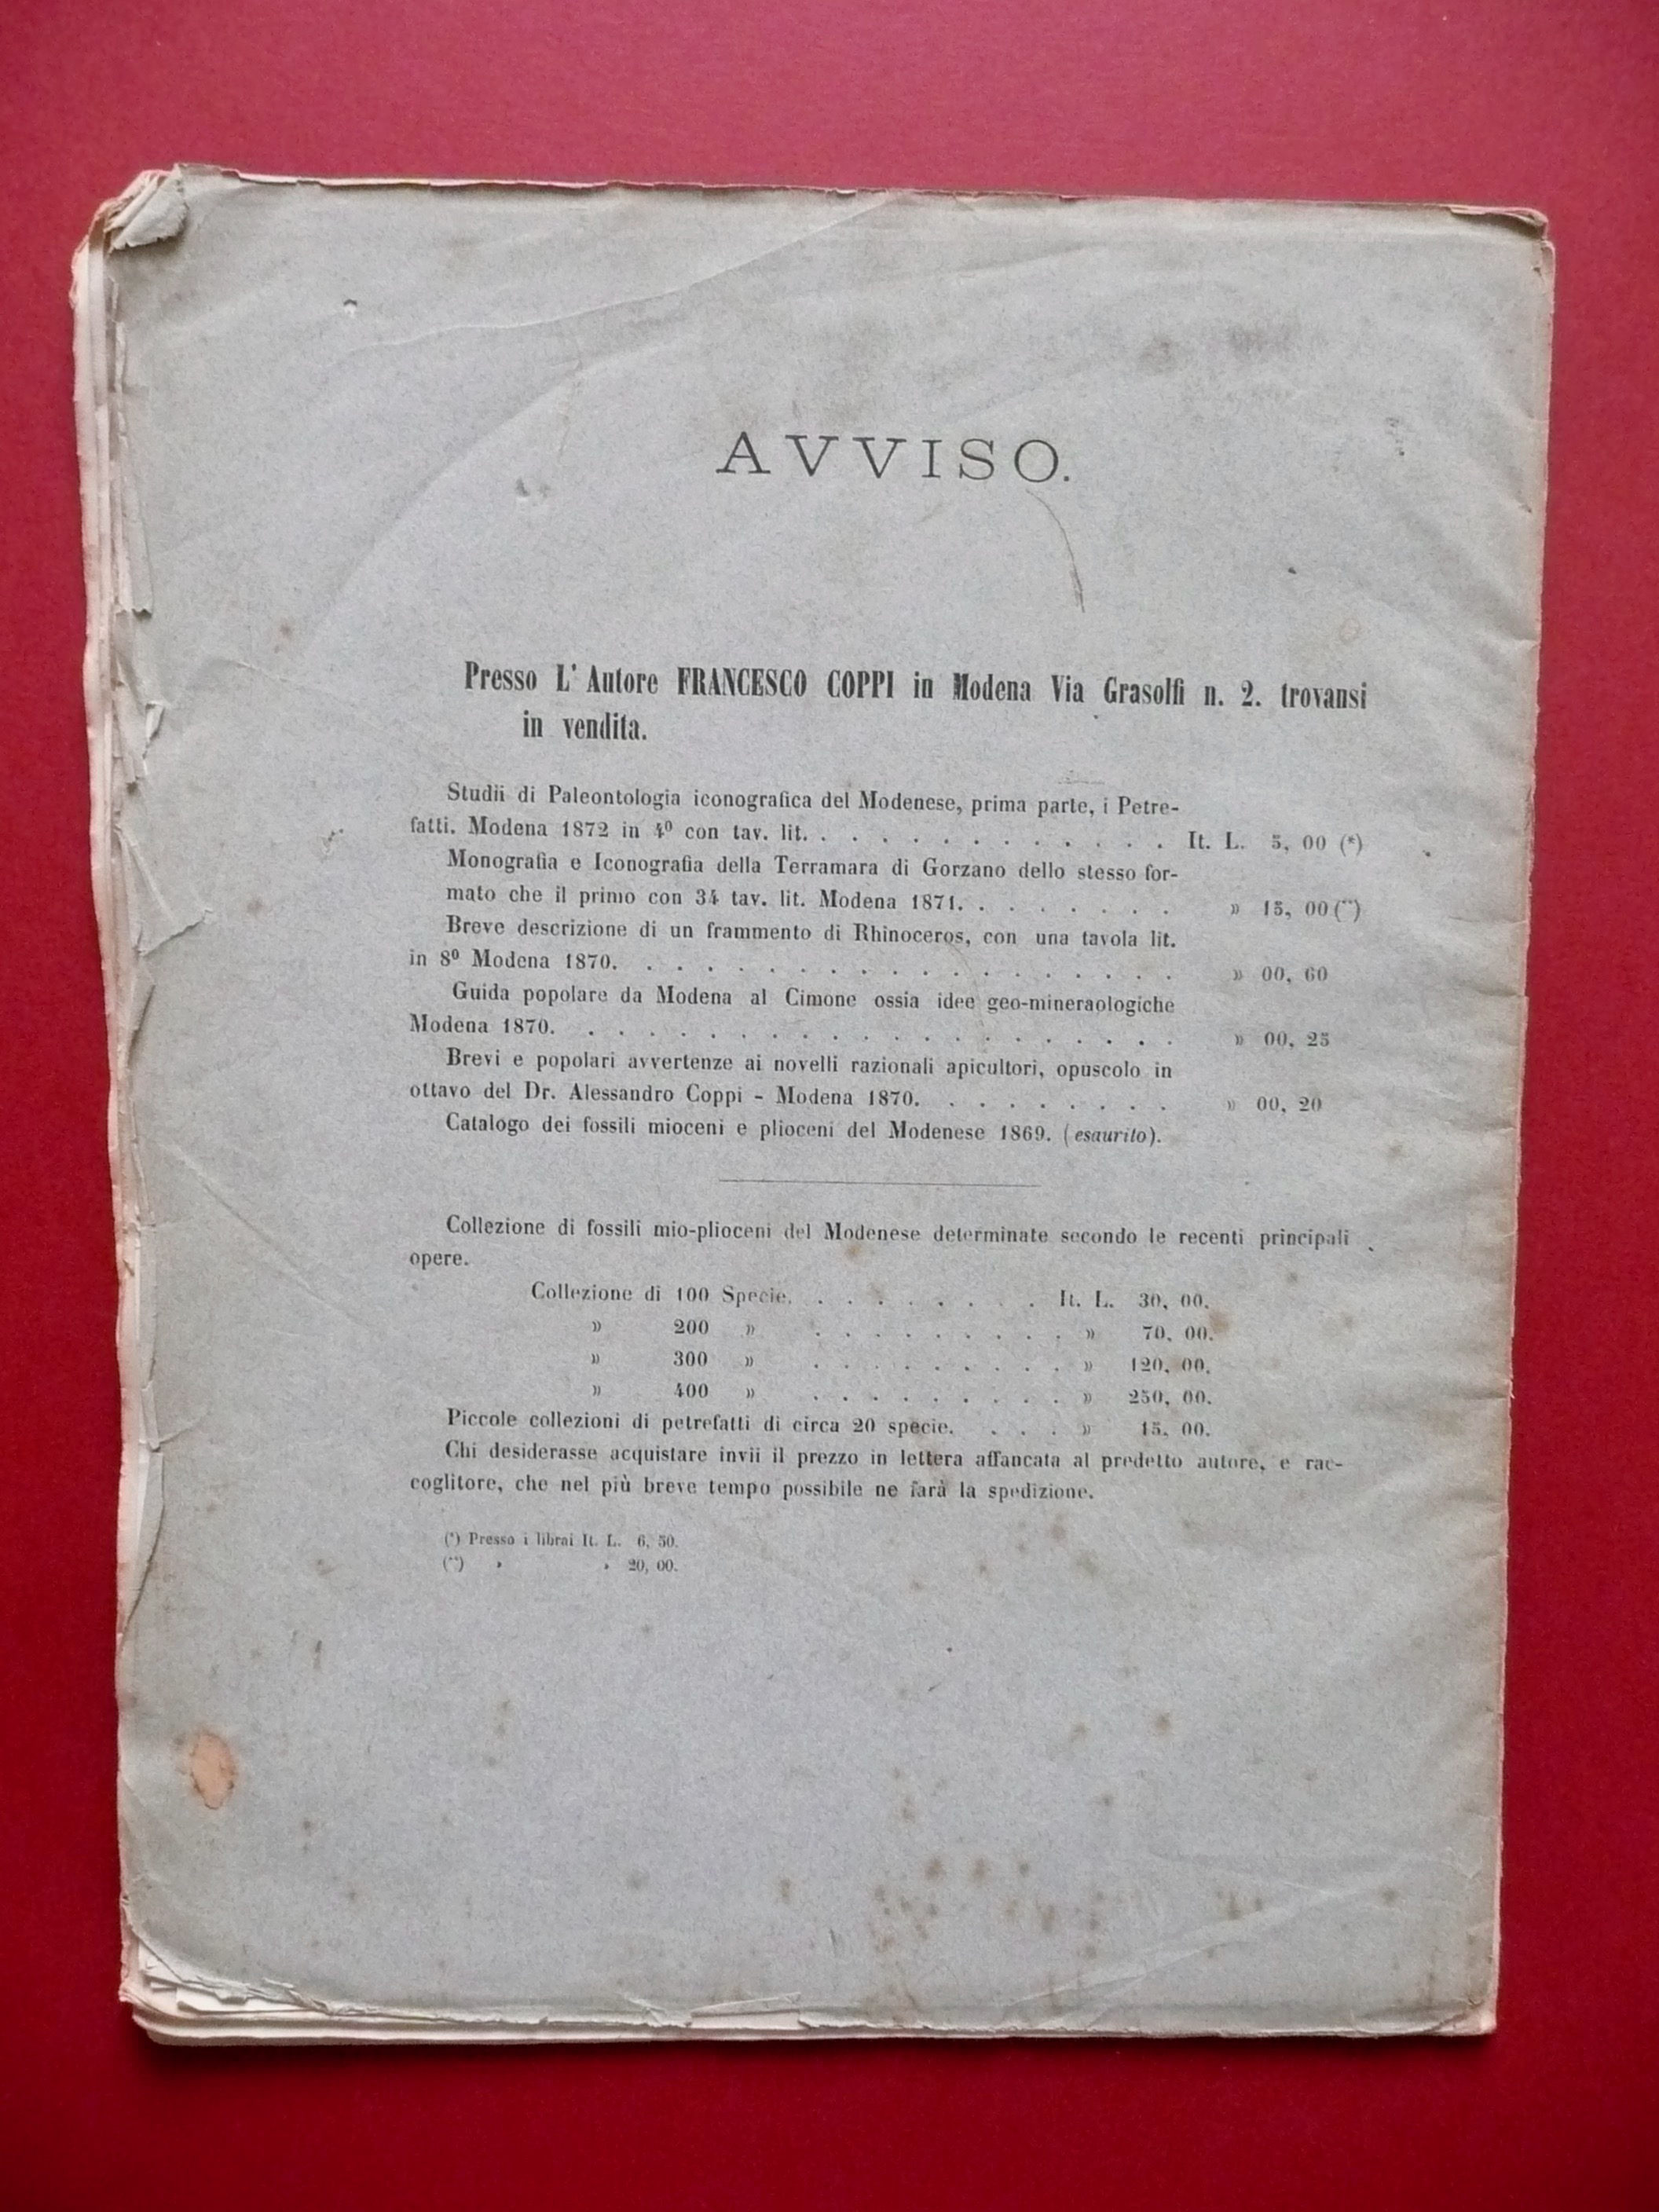 AVVISO.
Presso L' Autore FRANCESCO COPPI in Modena Via Grasolfi n. 2. trovansi
in vendita.
Studii di Paleontologia iconografica del Modenese, prima parte, i Petre-
fatti. Modena 1872 in 4º con tav. lit. . . . . . . . . . . . . It. L. 5, 00 (*)
Monografia e Iconografia della Terramara di Gorzano dello stesso for-
mato che il primo con 34 tav. lit. Modena 1871. . . . . . . . » 15, 00 (**)
Breve descrizione di un frammento di Rhinoceros, con una tavola lit.
in 8º Modena 1870. . . . . . . . . . . . . . . . . . . » 00, 60
Guida popolare da Modena al Cimone ossia idee geo-mineraologiche
Modena 1870. . . . . . . . . . . . . . . . . . . . . » 00, 25
Brevi e popolari avvertenze ai novelli razionali apicultori, opuscolo in
ottavo del Dr. Alessandro Coppi - Modena 1870. . . . . . . . . » 00, 20
Catalogo dei fossili mioceni e plioceni del Modenese 1869. (esaurito).
Collezione di fossili mio-plioceni del Modenese determinate secondo le recenti principali
opere.
Collezione di 100 Specie. . . . . . . . . It. L. 30, 00.
» 200 » . . . . . . . . . » 70, 00.
» 300 » . . . . . . . . . » 120, 00.
» 400 » . . . . . . . . . » 250, 00.
Piccole collezioni di petrefatti di circa 20 specie. . . . » 15, 00.
Chi desiderasse acquistare invii il prezzo in lettera affancata al predetto autore, e rac-
coglitore, che nel più breve tempo possibile ne farà la spedizione.
(*) Presso i librai It. L. 6, 50.
(**) » » 20, 00.